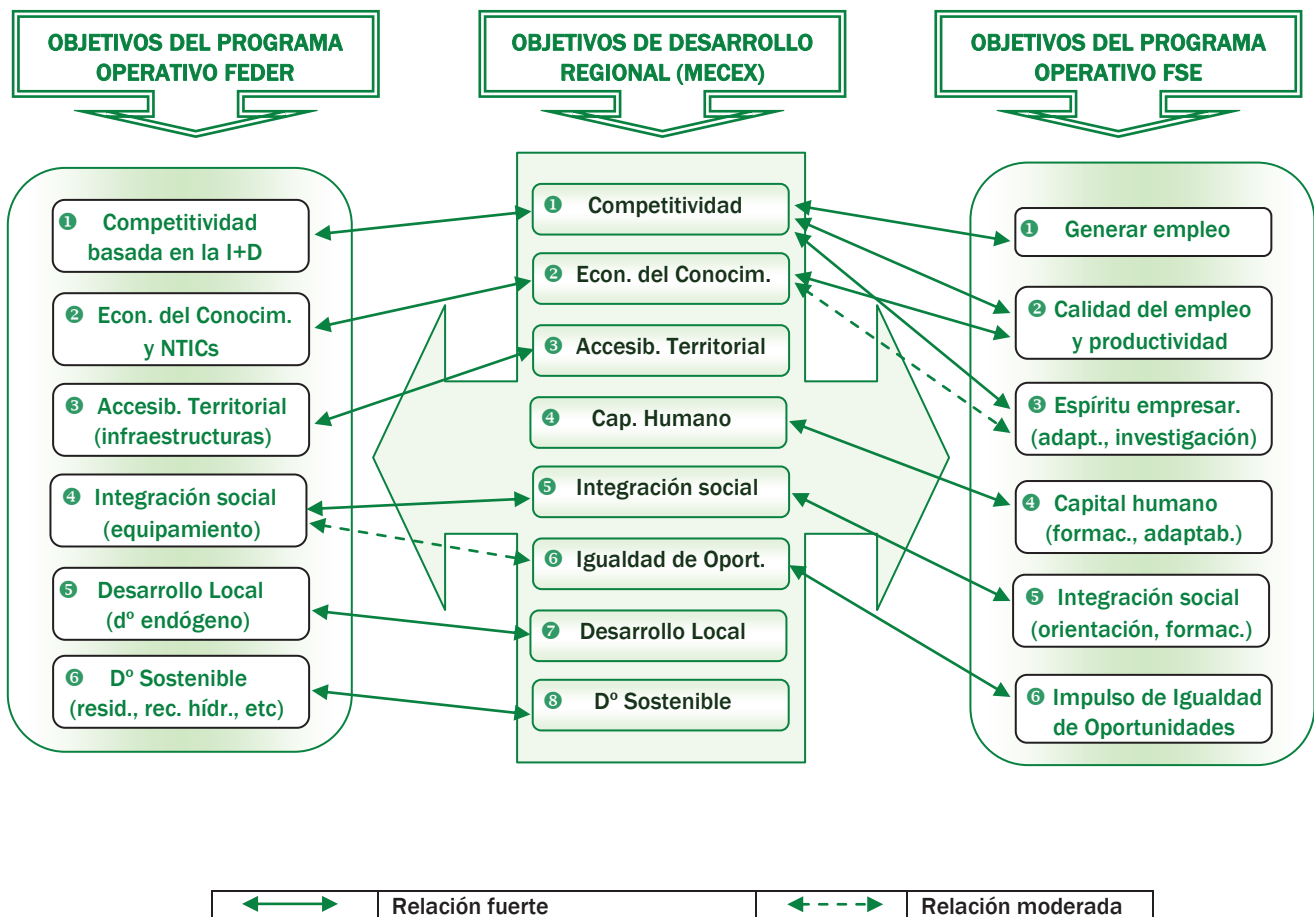 OBJETIVOS DEL PROGRAMA
OPERATIVO FEDER
OBJETIVOS DE DESARROLLO
REGIONAL (MECEX)
OBJETIVOS DEL PROGRAMA
OPERATIVO FSE
❶ Competitividad
basada en la I+D
❷ Econ. del Conocim.
y NTICs
❸ Accesib. Territorial
(infraestructuras)
❹ Integración social
(equipamiento)
❺ Desarrollo Local
(dº endógeno)
❻ Dº Sostenible
(resid., rec. hídr., etc)
❶ Competitividad
❷ Econ. del Conocim.
❸ Accesib. Territorial
❹ Cap. Humano
❺ Integración social
❻ Igualdad de Oport.
❼ Desarrollo Local
❽ Dº Sostenible
❶ Generar empleo
❷ Calidad del empleo
y productividad
❸ Espíritu empresar.
(adapt., investigación)
❹ Capital humano
(formac., adaptab.)
❺ Integración social
(orientación, formac.)
❻ Impulso de Igualdad
de Oportunidades
Relación fuerte
Relación moderada